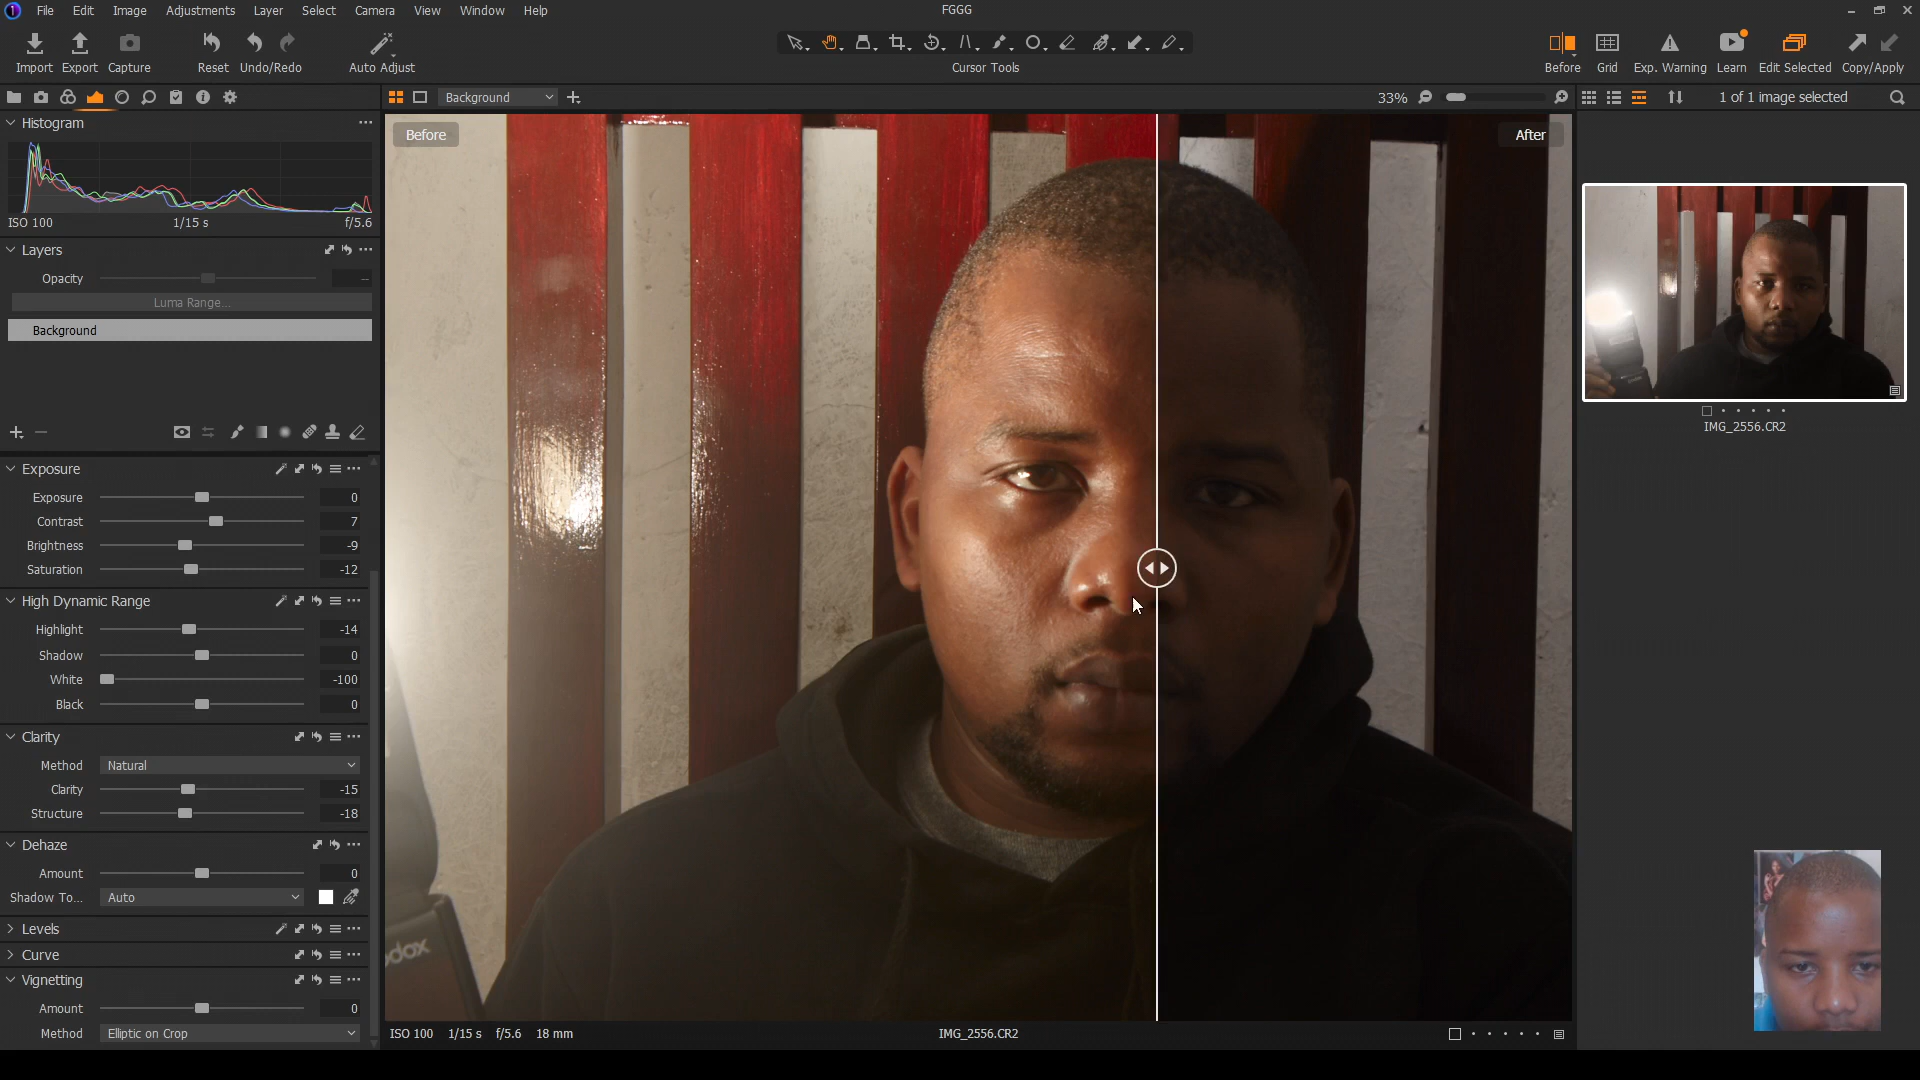 File Edit Image Adjustments Layer Select Camera View Window Help
FGGG
Import Export Capture Reset Undo/Redo Auto Adjust
Cursor Tools
Before Grid Exp. Warning Learn Edit Selected Copy/Apply
Background
33%
1 of 1 image selected
Histogram
ISO 100 1/15 s f/5.6
Layers
Opacity
Luma Range...
Background
Exposure
Exposure 0
Contrast 7
Brightness -9
Saturation -12
High Dynamic Range
Highlight -14
Shadow 0
White -100
Black 0
Clarity
Method Natural
Clarity -15
Structure -18
Dehaze
Amount 0
Shadow To... Auto
Levels
Curve
Vignetting
Amount 0
Method Elliptic on Crop
Before
After
odox
ISO 100 1/15 s f/5.6 18 mm
IMG_2556.CR2
IMG_2556.CR2